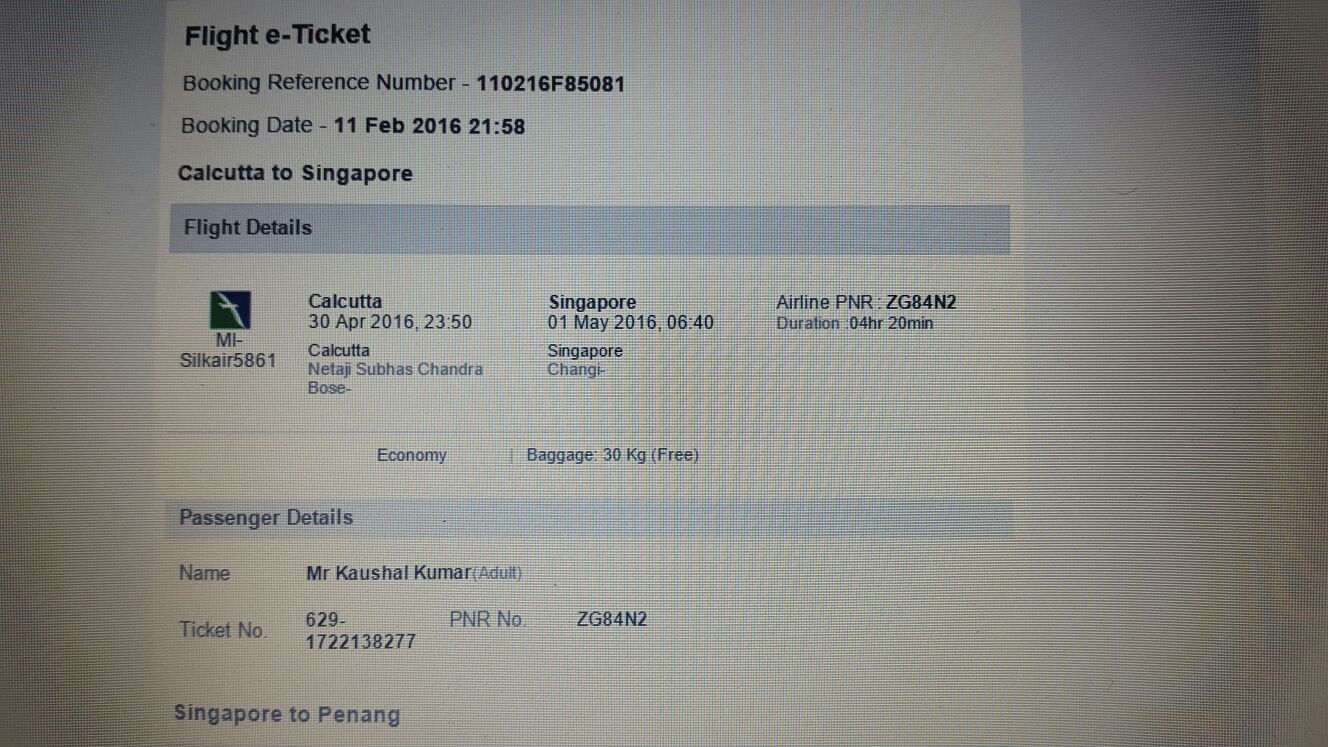 Flight e-Ticket
Booking Reference Number - 110216F85081
Booking Date - 11 Feb 2016 21:58
Calcutta to Singapore
Flight Details
MI-
Silkair5861
Calcutta
30 Apr 2016, 23:50
Calcutta
Netaji Subhas Chandra
Bose-
Singapore
01 May 2016, 06:40
Singapore
Changi-
Airline PNR : ZG84N2
Duration :04hr 20min
Economy | Baggage: 30 Kg (Free)
Passenger Details
Name Mr Kaushal Kumar(Adult)
Ticket No. 629-
1722138277
PNR No. ZG84N2
Singapore to Penang